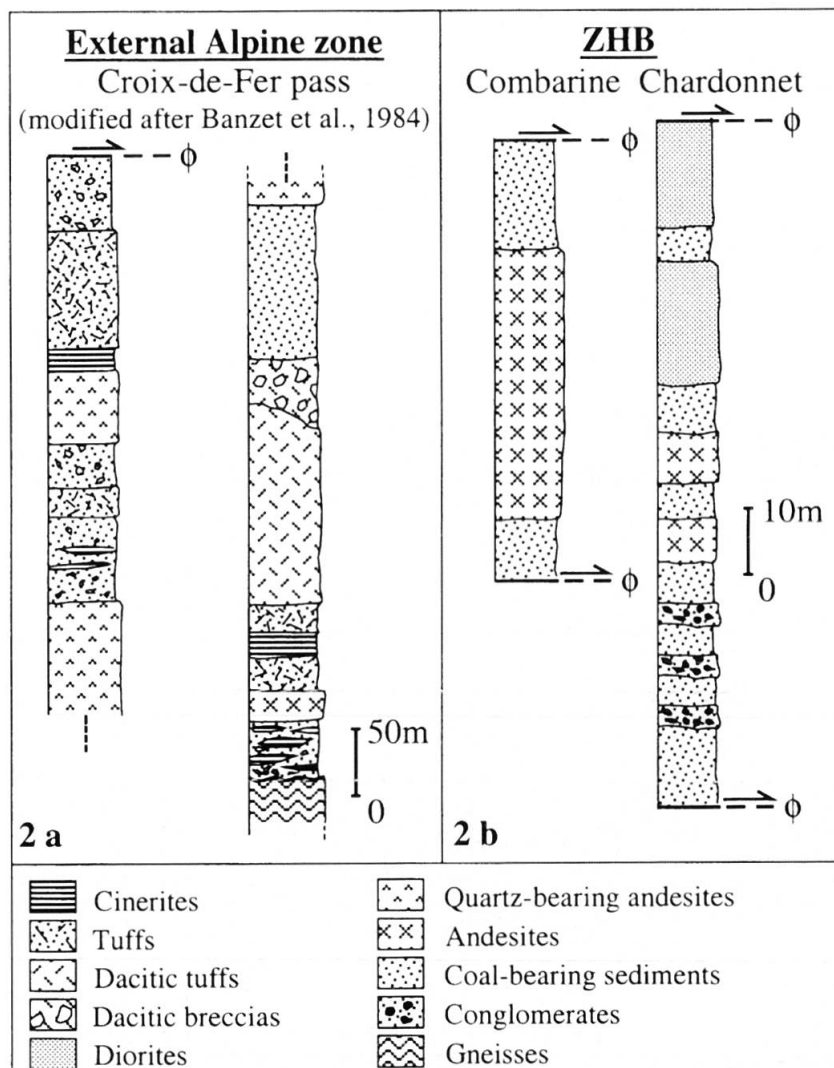 External Alpine zone
Croix-de-Fer pass
(modified after Banzet et al., 1984)
ϕ
50m
0
2 a
ZHB
Combarine Chardonnet
ϕ
ϕ
10m
0
ϕ
ϕ
2 b
Cinerites
Tuffs
Dacitic tuffs
Dacitic breccias
Diorites
Quartz-bearing andesites
Andesites
Coal-bearing sediments
Conglomerates
Gneisses